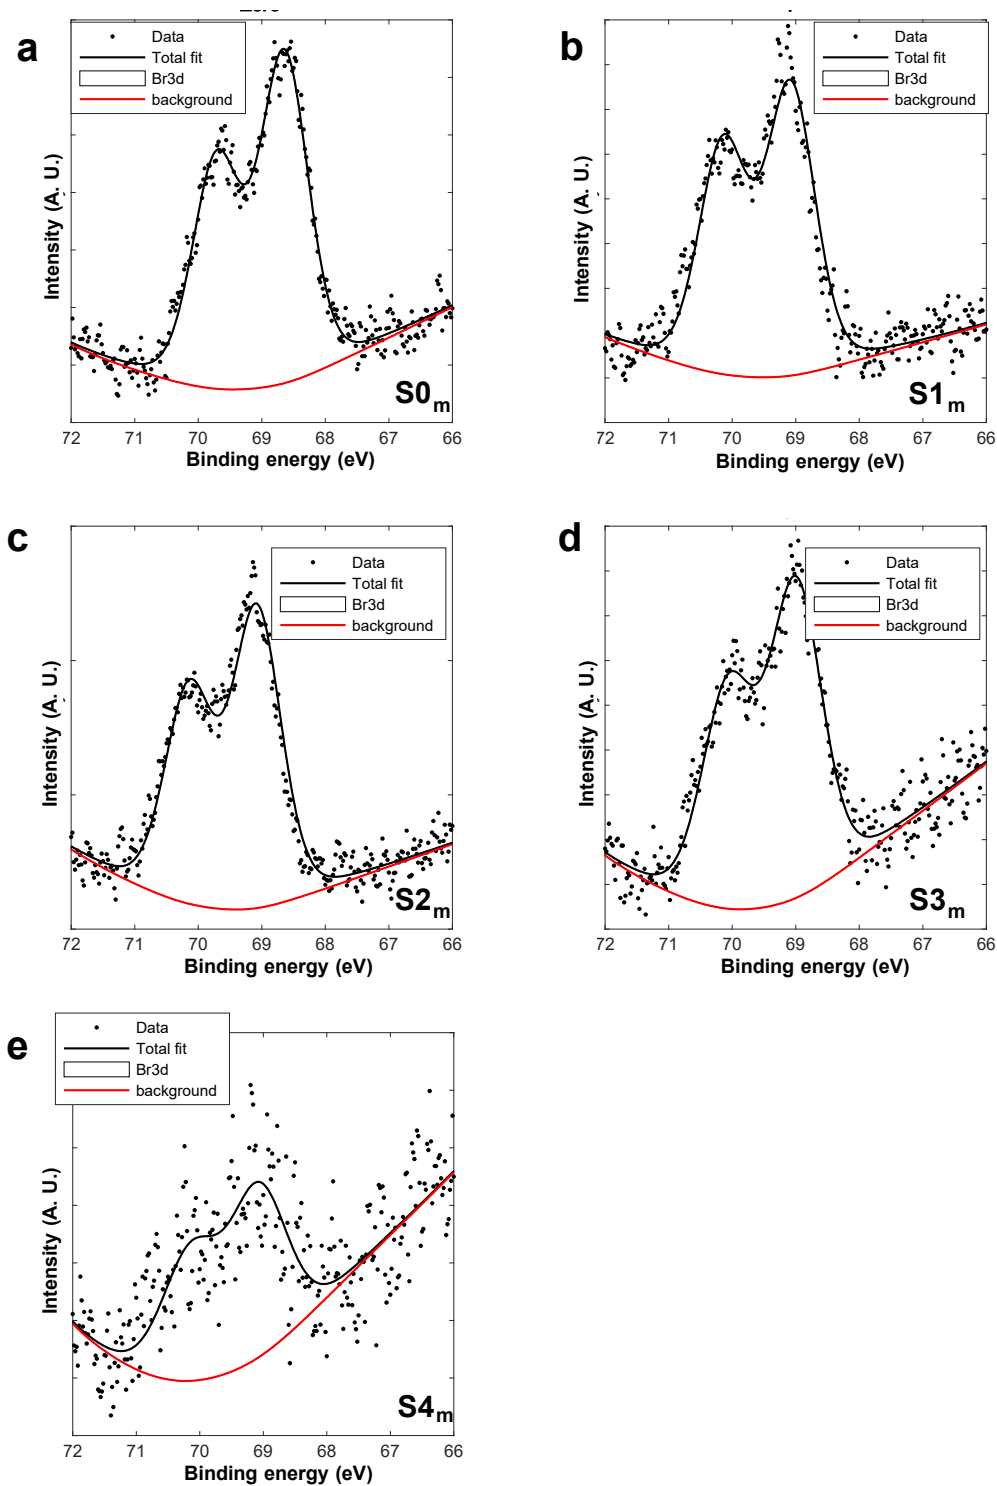 a
Data
Total fit
Br3d
background
Intensity (A. U.)
S0m
72 71 70 69 68 67 66
Binding energy (eV)
b
Data
Total fit
Br3d
background
Intensity (A. U.)
S1m
72 71 70 69 68 67 66
Binding energy (eV)
c
Data
Total fit
Br3d
background
Intensity (A. U.)
S2m
72 71 70 69 68 67 66
Binding energy (eV)
d
Data
Total fit
Br3d
background
Intensity (A. U.)
S3m
72 71 70 69 68 67 66
Binding energy (eV)
e
Data
Total fit
Br3d
background
Intensity (A. U.)
S4m
72 71 70 69 68 67 66
Binding energy (eV)